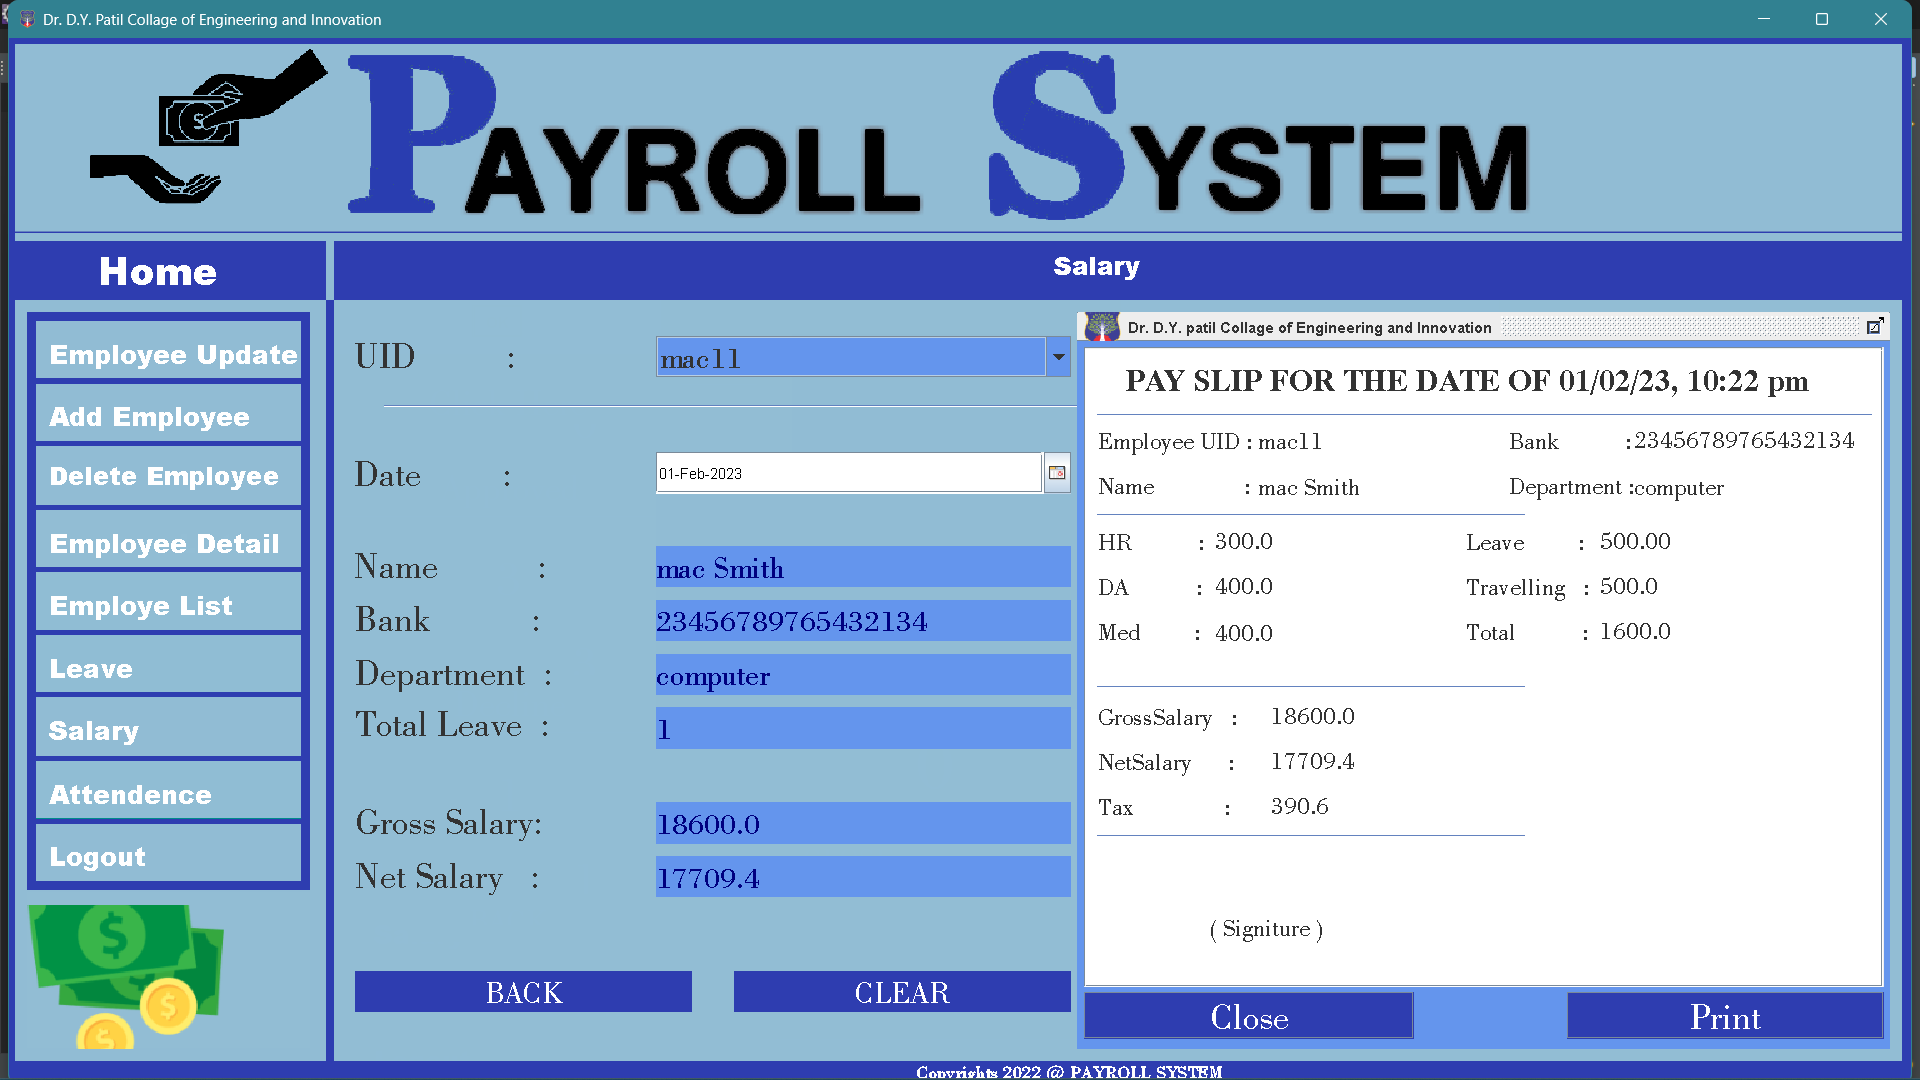 Dr. D.Y. Patil Collage of Engineering and Innovation
PAYROLL SYSTEM
Home
Salary
Employee Update
Add Employee
Delete Employee
Employee Detail
Employe List
Leave
Salary
Attendence
Logout
UID : mac11
Date : 01-Feb-2023
Name : mac Smith
Bank : 23456789765432134
Department : computer
Total Leave : 1
Gross Salary: 18600.0
Net Salary : 17709.4
BACK CLEAR
Dr. D.Y. patil Collage of Engineering and Innovation
PAY SLIP FOR THE DATE OF 01/02/23, 10:22 pm
Employee UID : mac11 Bank :23456789765432134
Name : mac Smith Department :computer
HR : 300.0 Leave : 500.00
DA : 400.0 Travelling : 500.0
Med : 400.0 Total : 1600.0
GrossSalary : 18600.0
NetSalary : 17709.4
Tax : 390.6
( Signiture )
Close Print
Copyrights 2022 @ PAYROLL SYSTEM